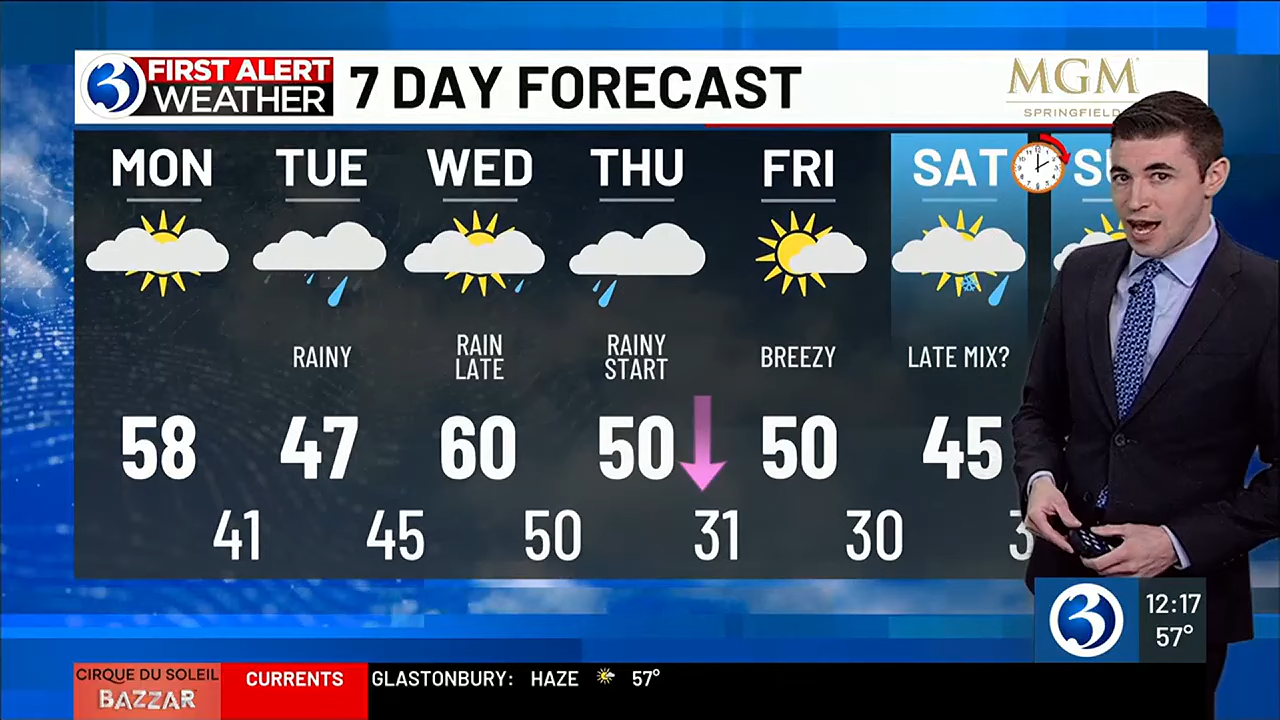 3 FIRST ALERT
WEATHER
7 DAY FORECAST
MGM
SPRINGFIELD
MON TUE WED THU FRI SAT
RAINY
RAIN
LATE
RAINY
START
BREEZY
LATE MIX?
58 47 60 50 50 45
41 45 50 31 30
3
12:17
57°
CIRQUE DU SOLEIL
BAZZAR
CURRENTS
GLASTONBURY: HAZE 57°